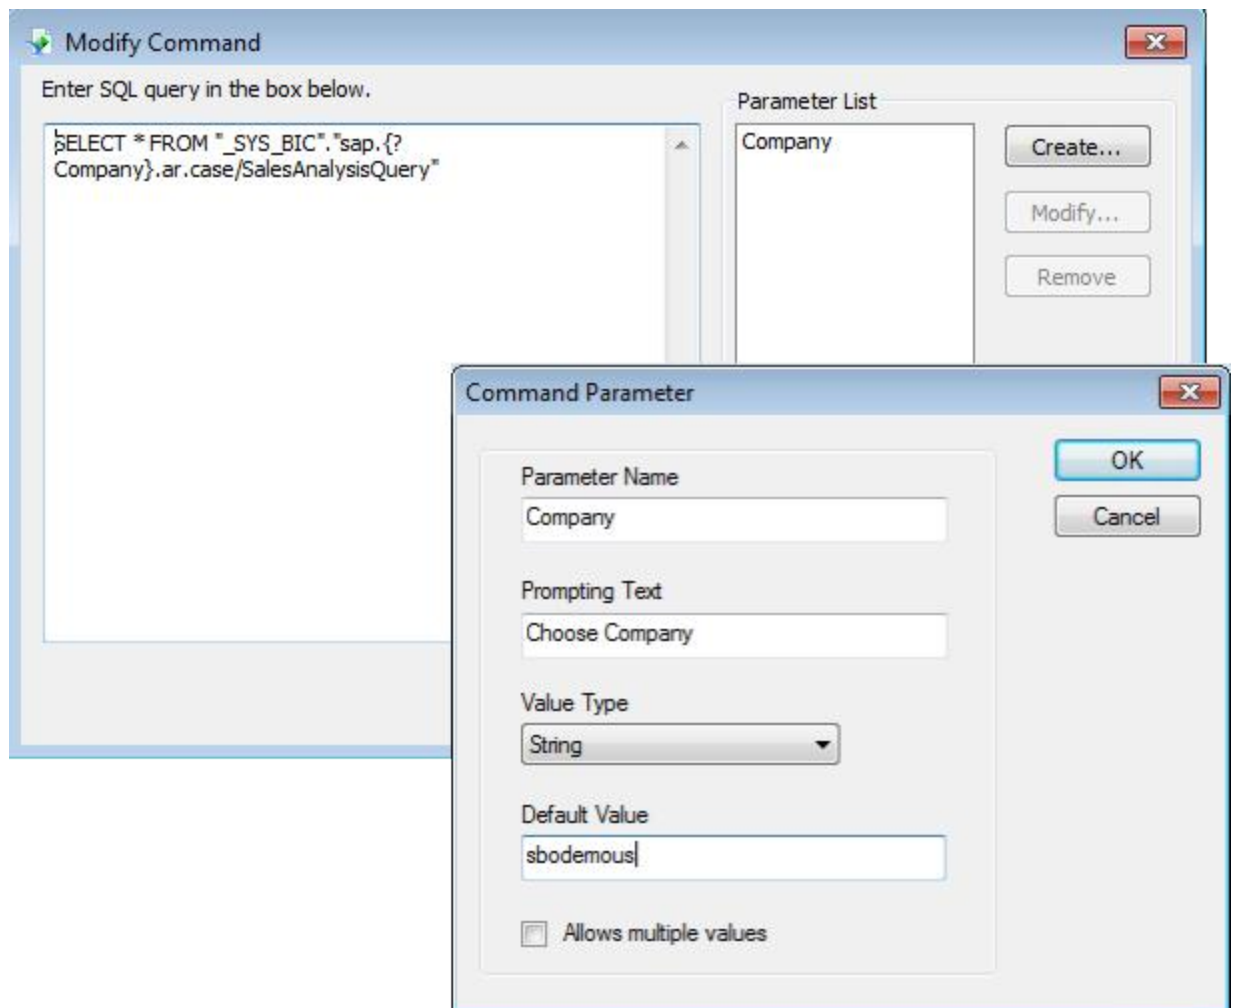 Modify Command
Enter SQL query in the box below.
SELECT * FROM "_SYS_BIC"."sap.{?
Company}.ar.case/SalesAnalysisQuery"
Parameter List
Company
Create...
Modify...
Remove
Command Parameter
Parameter Name
Company
Prompting Text
Choose Company
Value Type
String
Default Value
sbodemous
Allows multiple values
OK
Cancel